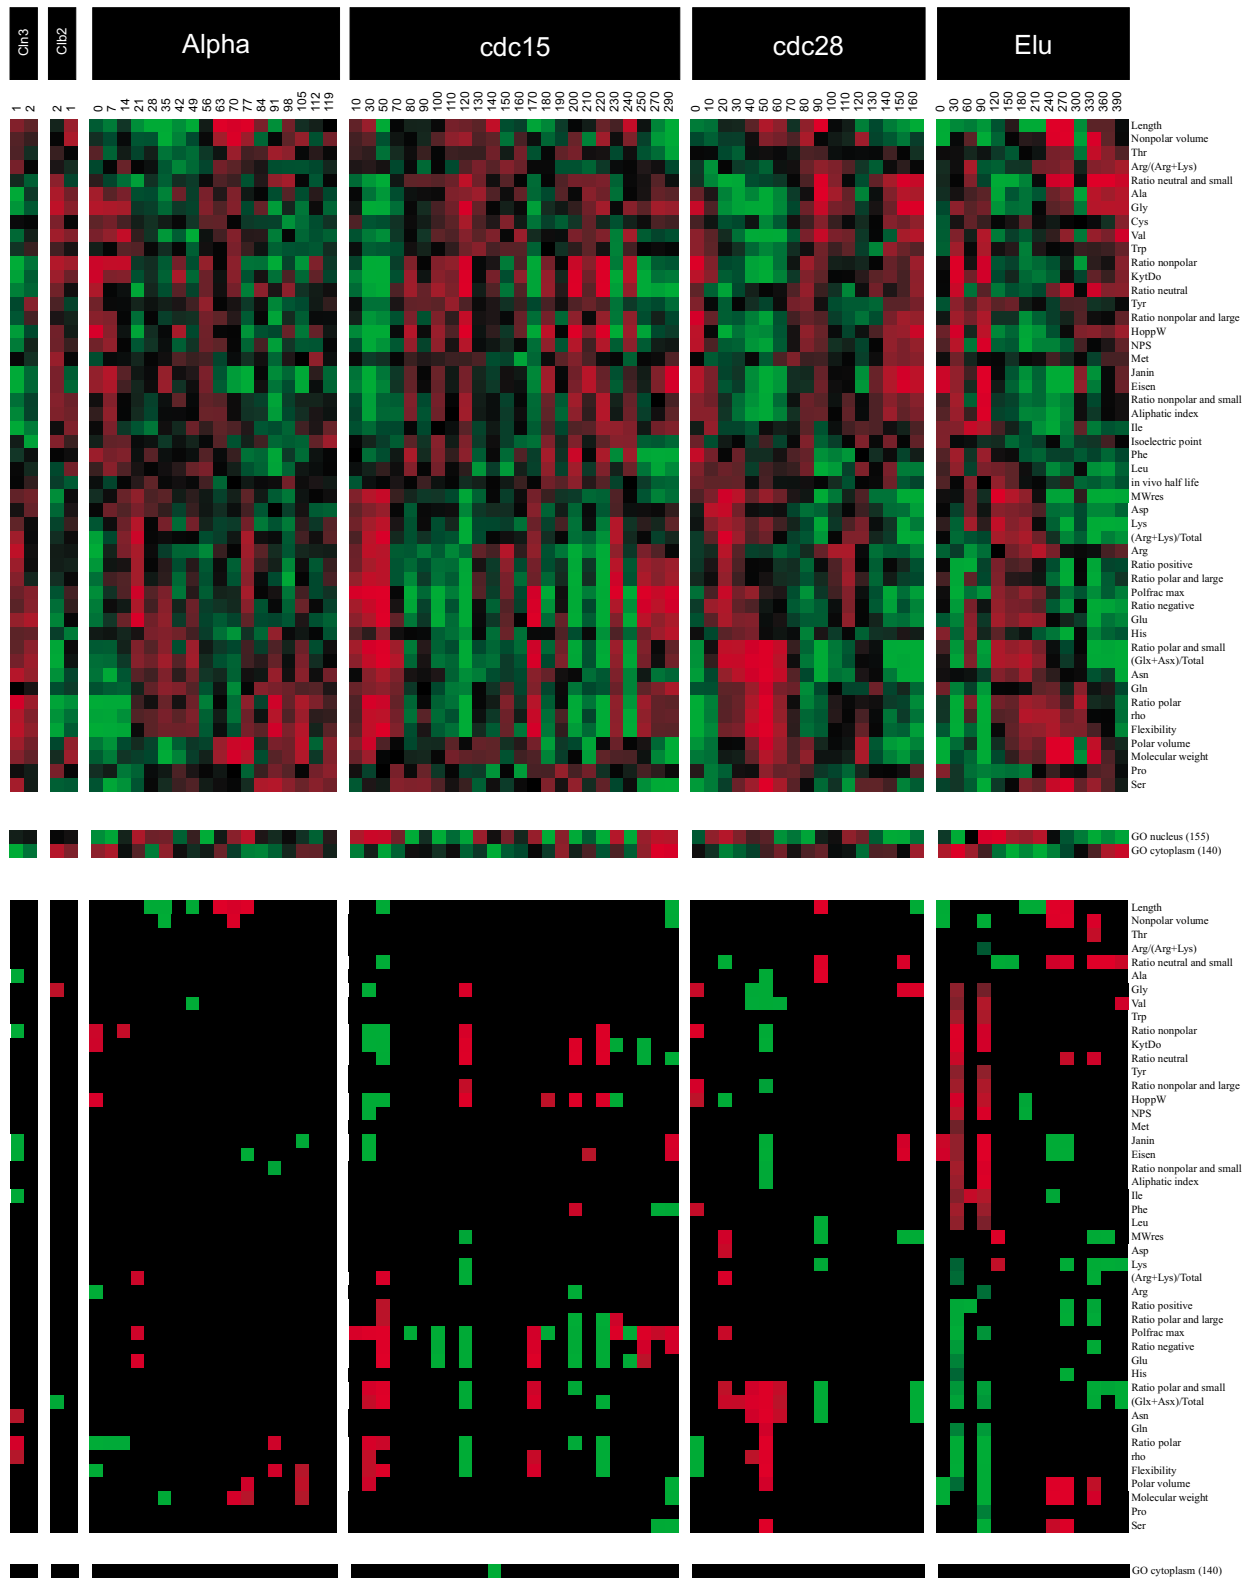 Cln3 Clb2 Alpha cdc15 cdc28 Elu
1 2 2 1 0 7 14 21 28 35 42 49 56 63 70 77 84 91 98 105 112 119 10 30 50 70 80 90 100 110 120 130 140 150 160 170 180 190 200 210 220 230 240 250 270 290 0 10 20 30 40 50 60 70 80 90 100 110 120 130 140 150 160 0 30 60 90 120 150 180 210 240 270 300 330 360 390
Length
Nonpolar volume
Thr
Arg/(Arg+Lys)
Ratio neutral and small
Ala
Gly
Cys
Val
Trp
Ratio nonpolar
KytDo
Ratio neutral
Tyr
Ratio nonpolar and large
HoppW
NPS
Met
Janin
Eisen
Ratio nonpolar and small
Aliphatic index
Ile
Isoelectric point
Phe
Leu
in vivo half life
MWres
Asp
Lys
(Arg+Lys)/Total
Arg
Ratio positive
Ratio polar and large
Polfrac max
Ratio negative
Glu
His
Ratio polar and small
(Glx+Asx)/Total
Asn
Gln
Ratio polar
rho
Flexibility
Polar volume
Molecular weight
Pro
Ser
GO nucleus (155)
GO cytoplasm (140)
Length
Nonpolar volume
Thr
Arg/(Arg+Lys)
Ratio neutral and small
Ala
Gly
Val
Trp
Ratio nonpolar
KytDo
Ratio neutral
Tyr
Ratio nonpolar and large
HoppW
NPS
Met
Janin
Eisen
Ratio nonpolar and small
Aliphatic index
Ile
Phe
Leu
MWres
Asp
Lys
(Arg+Lys)/Total
Arg
Ratio positive
Ratio polar and large
Polfrac max
Ratio negative
Glu
His
Ratio polar and small
(Glx+Asx)/Total
Asn
Gln
Ratio polar
rho
Flexibility
Polar volume
Molecular weight
Pro
Ser
GO cytoplasm (140)